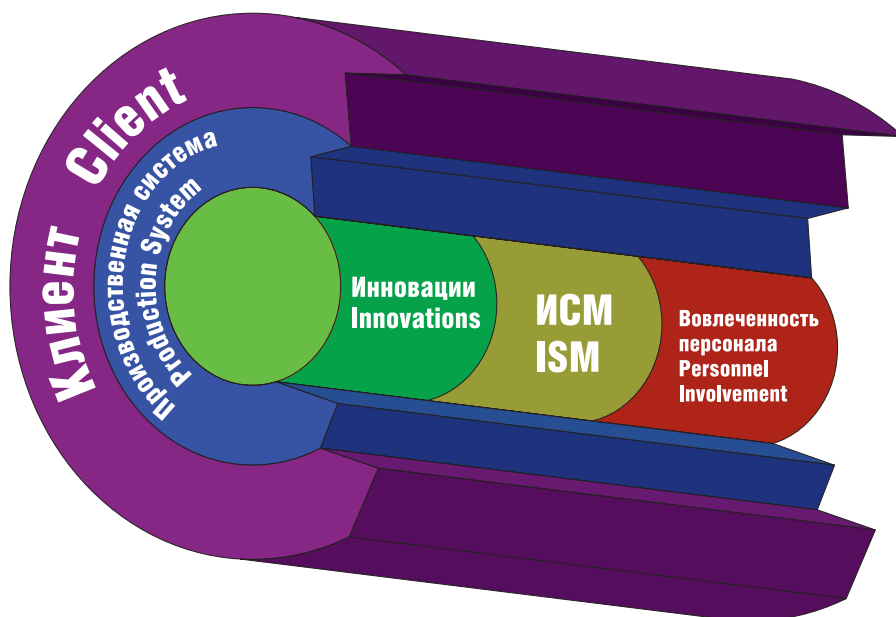 Клиент Client
Производственная система
Production System
Инновации
Innovations
ИСМ
ISM
Вовлеченность
персонала
Personnel
Involvement